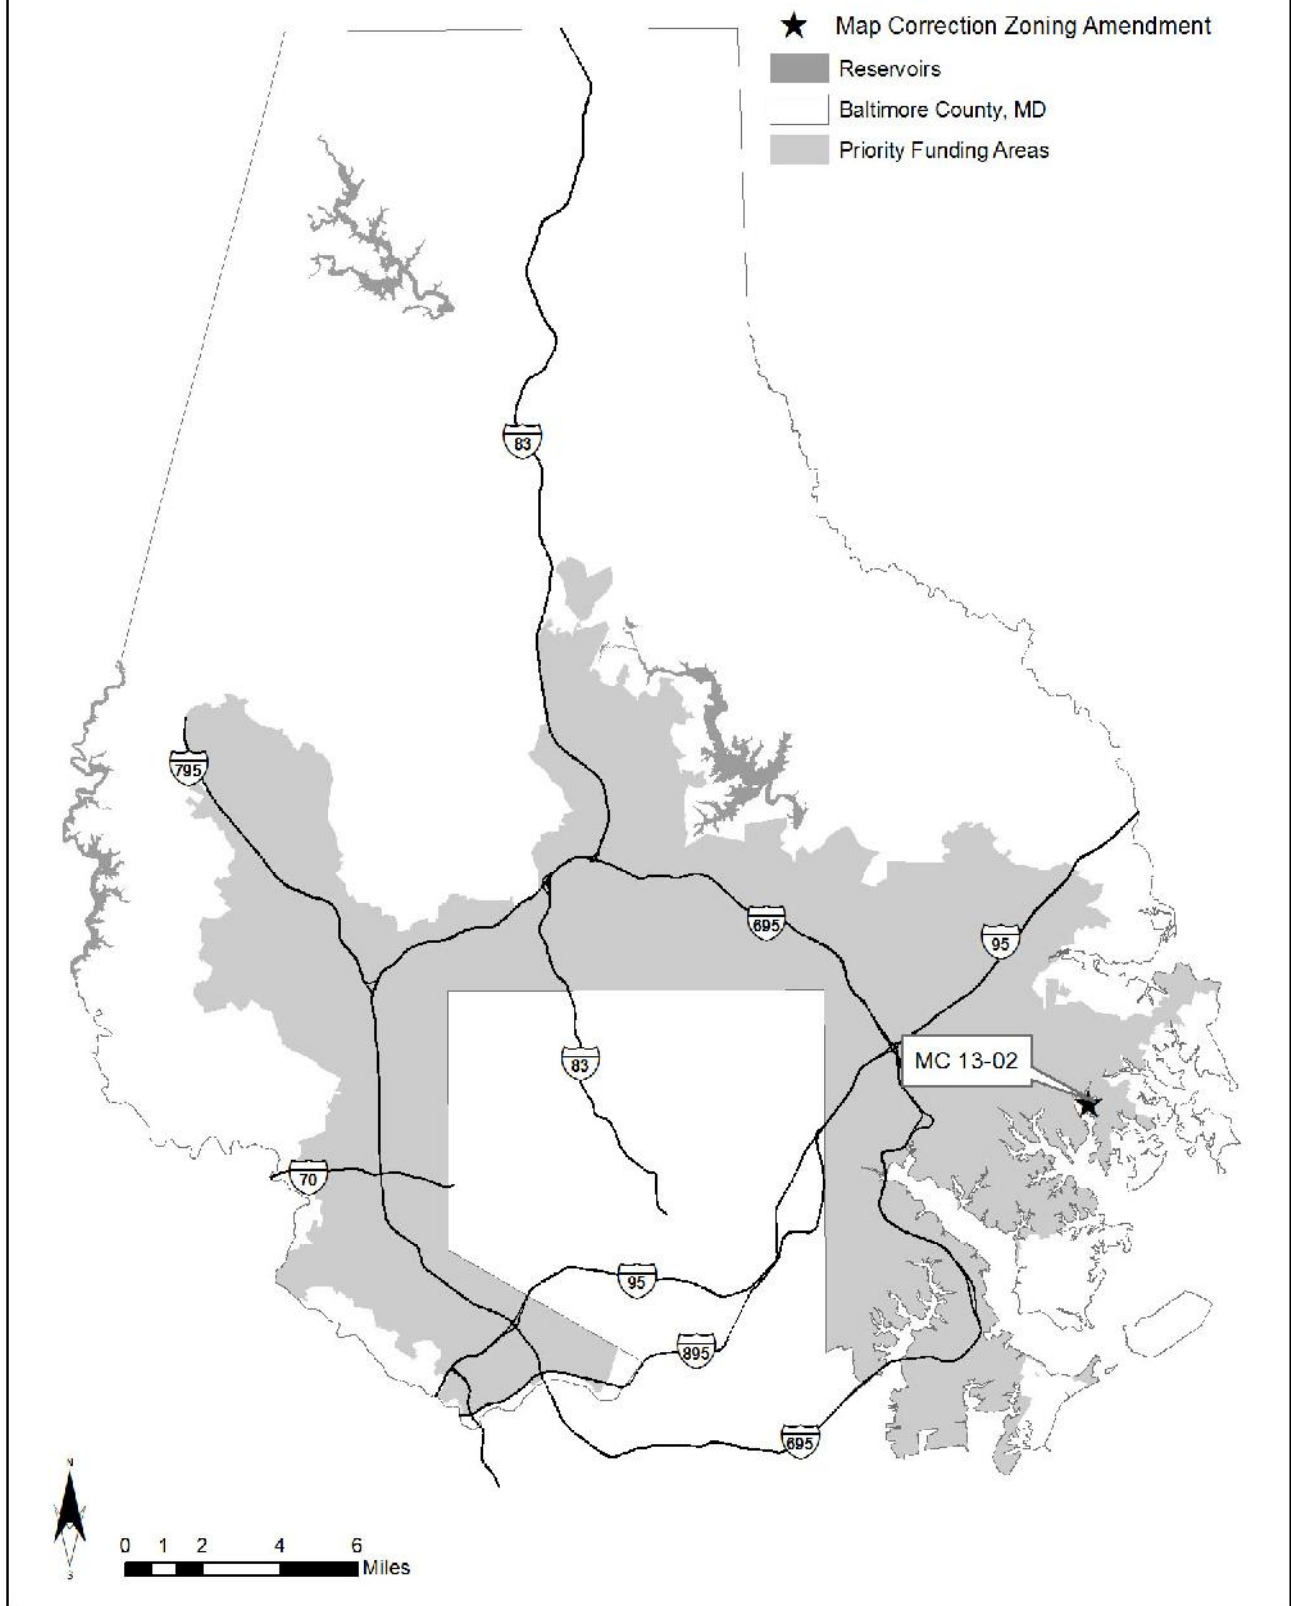 Map Correction Zoning Amendment
Reservoirs
Baltimore County, MD
Priority Funding Areas
83
795
695
95
MC 13-02
83
70
95
895
695
N
S
0 1 2 4 6
Miles